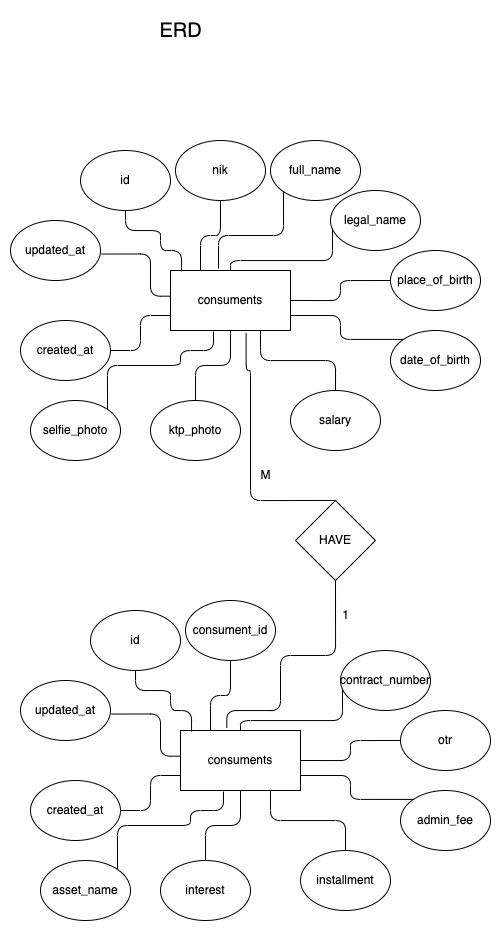 ERD
id
nik
full_name
legal_name
updated_at
place_of_birth
consuments
created_at
date_of_birth
selfie_photo
ktp_photo
salary
M
HAVE
1
id
consument_id
contract_number
updated_at
otr
consuments
created_at
admin_fee
asset_name
interest
installment